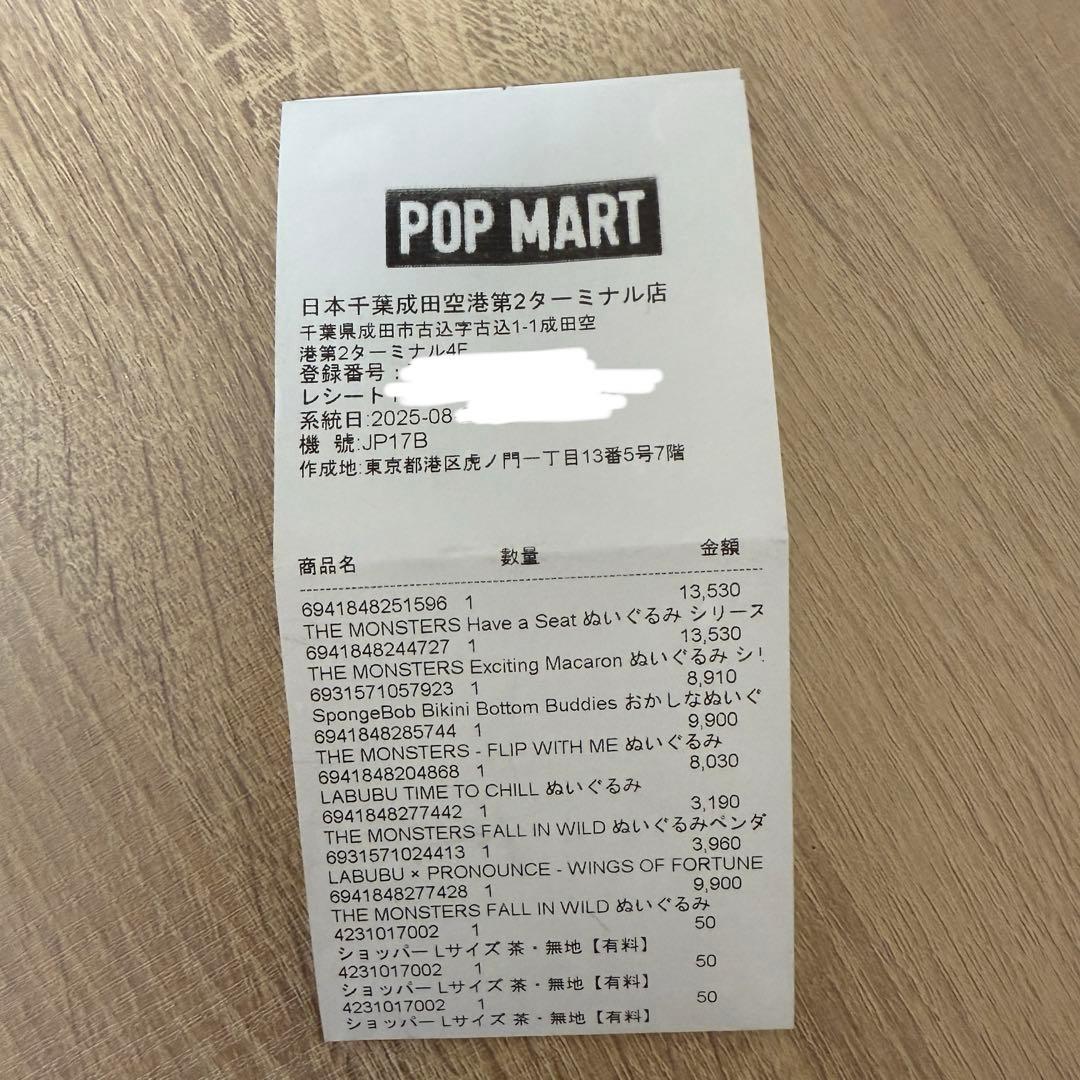 POP MART
日本千葉成田空港第2ターミナル店
千葉県成田市古込字古込1-1成田空
港第2ターミナル4F
登録番号:
レシート
系統日:2025-08
機 號:JP17B
作成地:東京都港区虎ノ門一丁目13番5号7階
商品名 數量 金額
6941848251596 1 13,530
THE MONSTERS Have a Seat ぬいぐるみ シリーズ
6941848244727 1 13,530
THE MONSTERS Exciting Macaron ぬいぐるみ シリ
6931571057923 1 8,910
SpongeBob Bikini Bottom Buddies おかしなぬいぐ
6941848285744 1 9,900
THE MONSTERS - FLIP WITH ME ぬいぐるみ
6941848204868 1 8,030
LABUBU TIME TO CHILL ぬいぐるみ
6941848277442 1 3,190
THE MONSTERS FALL IN WILD ぬいぐるみペンダ
6931571024413 1 3,960
LABUBU × PRONOUNCE - WINGS OF FORTUNE
6941848277428 1 9,900
THE MONSTERS FALL IN WILD ぬいぐるみ
4231017002 1 50
ショッパー Lサイズ 茶・無地【有料】
4231017002 1 50
ショッパー Lサイズ 茶・無地【有料】
4231017002 1 50
ショッパー Lサイズ 茶・無地【有料】